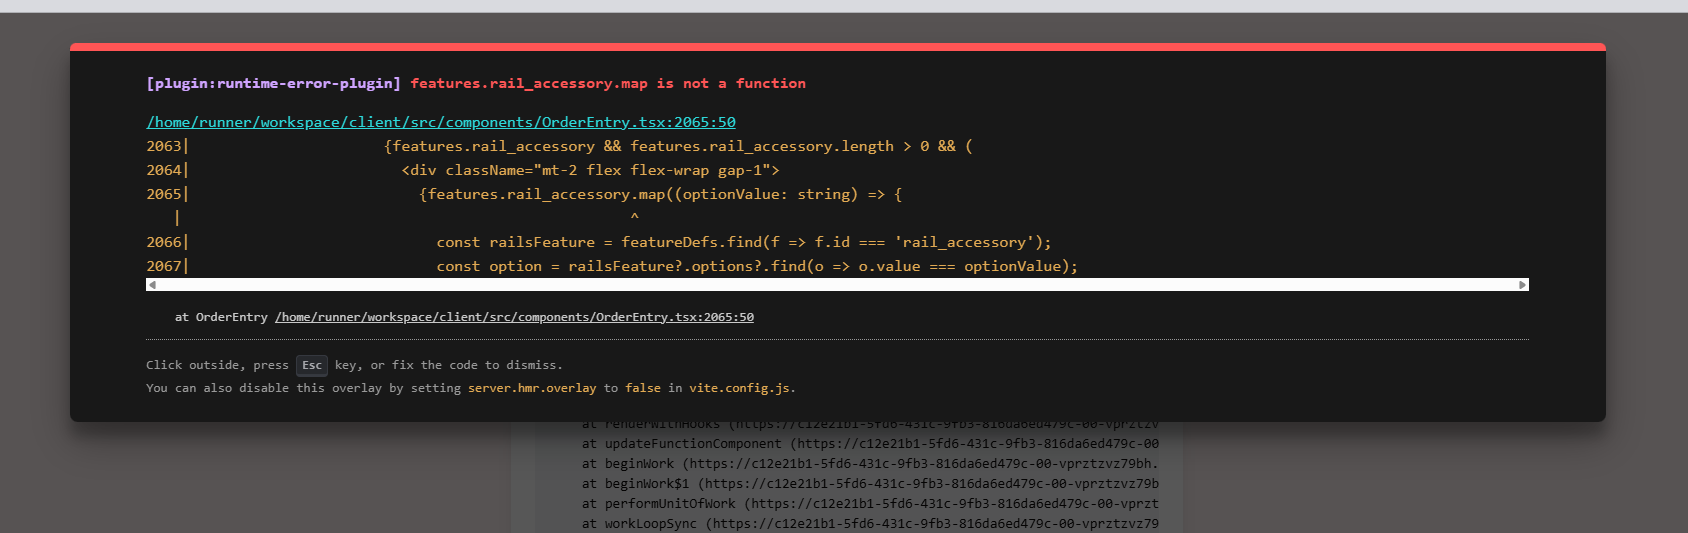 [plugin:runtime-error-plugin] features.rail_accessory.map is not a function
/home/runner/workspace/client/src/components/OrderEntry.tsx:2065:50
2063|                      {features.rail_accessory && features.rail_accessory.length > 0 && (
2064|                        <div className="mt-2 flex flex-wrap gap-1">
2065|                          {features.rail_accessory.map((optionValue: string) => {
|                                                   ^
2066|                            const railsFeature = featureDefs.find(f => f.id === 'rail_accessory');
2067|                            const option = railsFeature?.options?.find(o => o.value === optionValue);
at OrderEntry /home/runner/workspace/client/src/components/OrderEntry.tsx:2065:50
Click outside, press Esc key, or fix the code to dismiss.
You can also disable this overlay by setting server.hmr.overlay to false in vite.config.js.
at renderWithHooks (https://c12e21b1-5fd6-431c-9fb3-816da6ed479c-00-vprztzv
at updateFunctionComponent (https://c12e21b1-5fd6-431c-9fb3-816da6ed479c-00
at beginWork (https://c12e21b1-5fd6-431c-9fb3-816da6ed479c-00-vprztzvz79bh.
at beginWork$1 (https://c12e21b1-5fd6-431c-9fb3-816da6ed479c-00-vprztzvz79b
at performUnitOfWork (https://c12e21b1-5fd6-431c-9fb3-816da6ed479c-00-vprzt
at workLoopSync (https://c12e21b1-5fd6-431c-9fb3-816da6ed479c-00-vprztzvz79